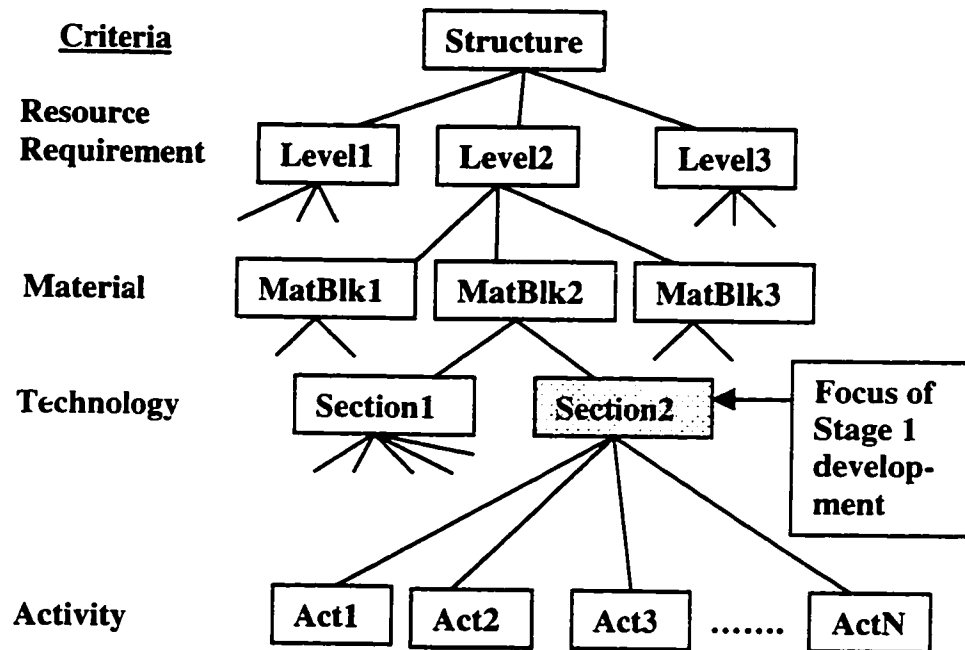 Criteria
Structure
Resource
Requirement
Level1 Level2 Level3
Material
MatBlk1 MatBlk2 MatBlk3
Technology
Section1 Section2
Focus of
Stage 1
develop-
ment
Activity
Act1 Act2 Act3 ....... ActN